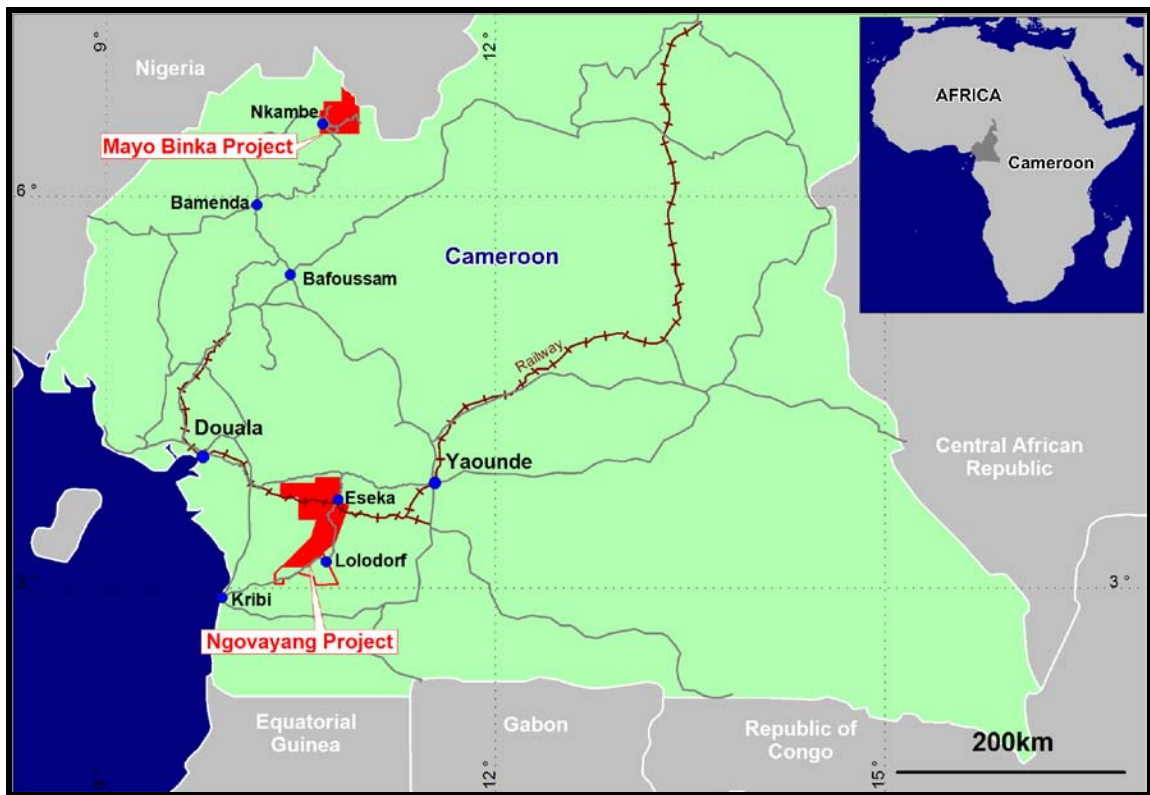 9°
12°
Nigeria
Nkambe
Mayo Binka Project
AFRICA
Cameroon
6°
Bamenda
Cameroon
Bafoussam
Railway
Douala
Yaounde
Central African
Republic
Eseka
Lolodorf
3°
3°
Kribi
Ngovayang Project
Equatorial
Guinea
Gabon
Republic of
Congo
200km
9°
12°
15°